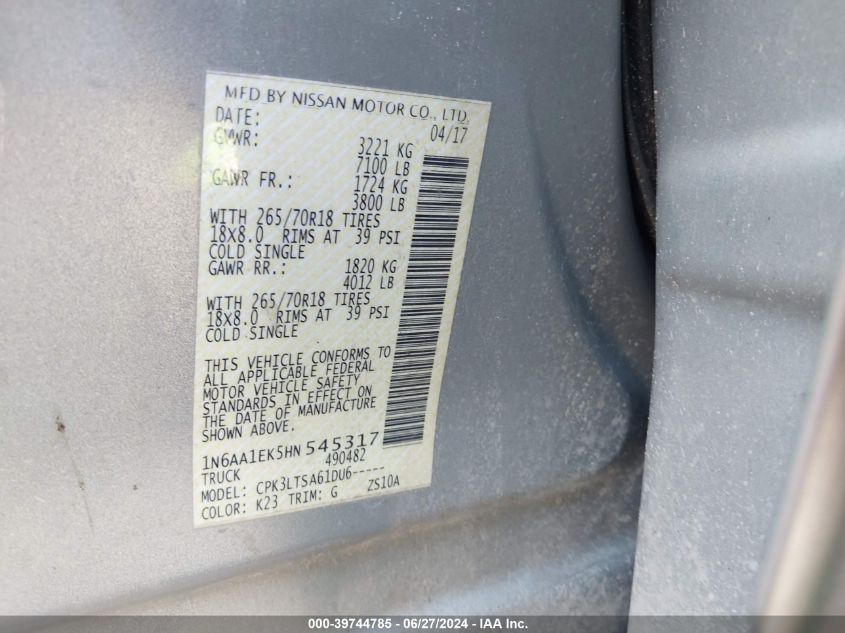 MFD BY NISSAN MOTOR CO., LTD.
DATE: 04/17
GVWR: 3221 KG
7100 LB
GAWR FR.: 1724 KG
3800 LB
WITH 265/70R18 TIRES
18X8.0 RIMS AT 39 PSI
COLD SINGLE
GAWR RR.: 1820 KG
4012 LB
WITH 265/70R18 TIRES
18X8.0 RIMS AT 39 PSI
COLD SINGLE
THIS VEHICLE CONFORMS TO
ALL APPLICABLE FEDERAL
MOTOR VEHICLE SAFETY
STANDARDS IN EFFECT ON
THE DATE OF MANUFACTURE
SHOWN ABOVE.
1N6AA1EK5HN545317
TRUCK 490482
MODEL: CPK3LTSA61DU6-----
COLOR: K23 TRIM: G ZS10A
000-39744785 - 06/27/2024 - IAA Inc.